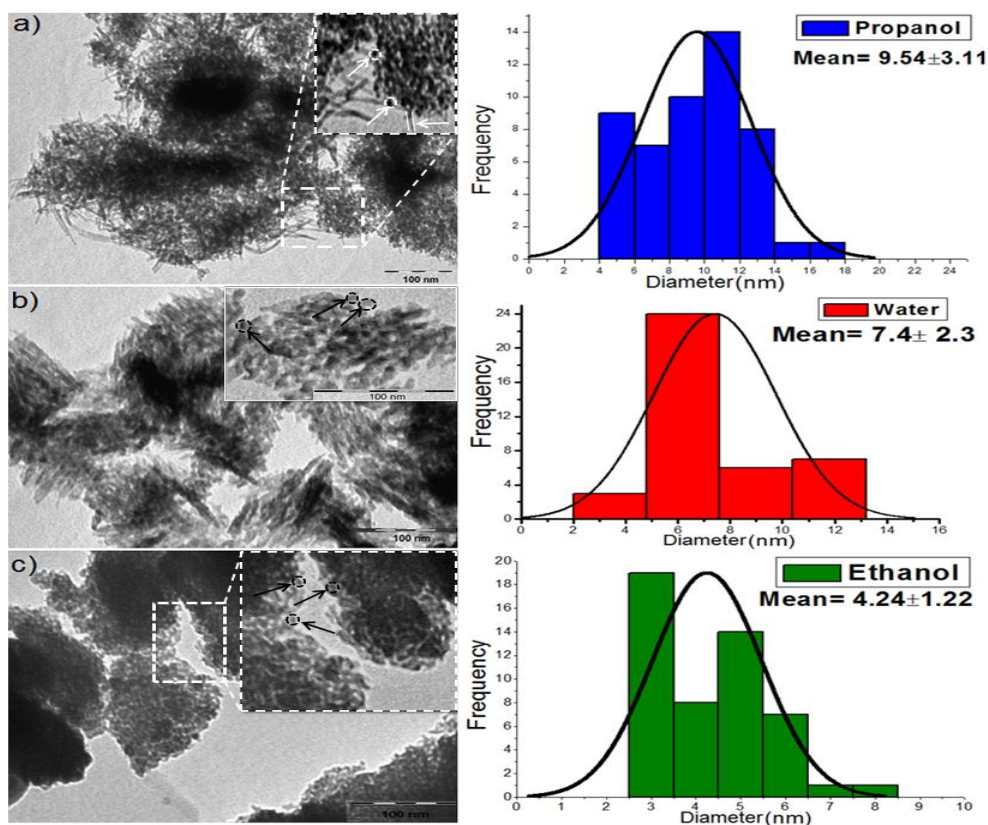 a)
100 nm
Propanol
Mean= 9.54±3.11
Frequency
14
12
10
8
6
4
2
0
0 2 4 6 8 10 12 14 16 18 20 22 24
Diameter(nm)
b)
100 nm
100 nm
Water
Mean= 7.4± 2.3
Frequency
24
20
16
12
8
4
0
0 2 4 6 8 10 12 14 16
Diameter(nm)
c)
100 nm
Ethanol
Mean= 4.24±1.22
Frequency
20
18
16
14
12
10
8
6
4
2
0
0 1 2 3 4 5 6 7 8 9 10
Diameter(nm)